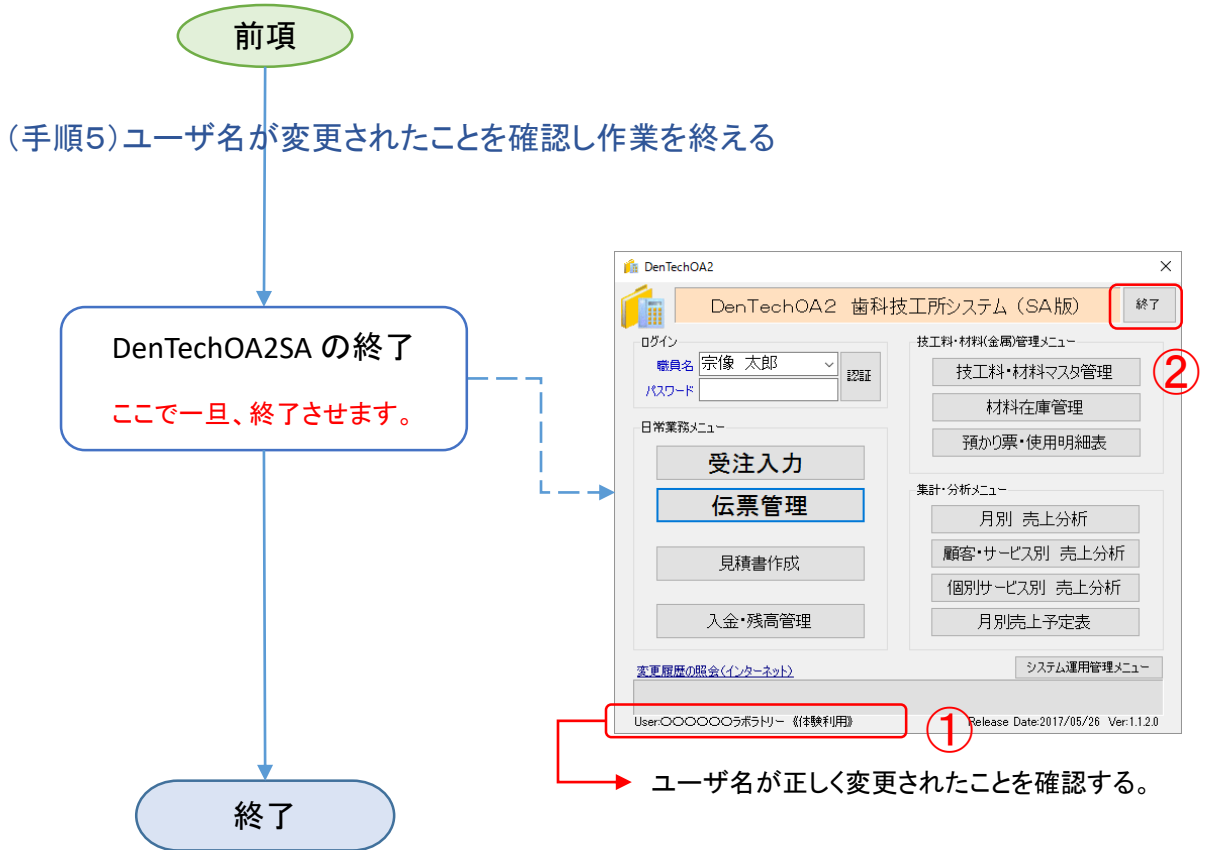 前項
(手順5)ユーザ名が変更されたことを確認し作業を終える
DenTechOA2SA の終了
ここで一旦、終了させます。
終了
DenTechOA2
DenTechOA2 歯科技工所システム (SA版)
終了
ログイン
職員名 宗像 太郎
認証
パスワード
日常業務メニュー
受注入力
伝票管理
見積書作成
入金・残高管理
技工料・材料(金属)管理メニュー
技工料・材料マスタ管理
材料在庫管理
預かり票・使用明細表
②
集計・分析メニュー
月別 売上分析
顧客・サービス別 売上分析
個別サービス別 売上分析
月別売上予定表
変更履歴の照会(インターネット)
システム運用管理メニュー
User:〇〇〇〇〇〇ラボラトリー 《体験利用》
①
Release Date:2017/05/26 Ver:1.1.2.0
ユーザ名が正しく変更されたことを確認する。